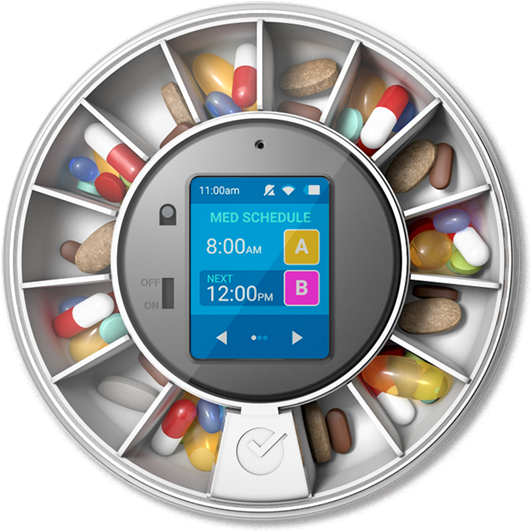 11:00am
MED SCHEDULE
8:00AM A
NEXT
12:00PM B
OFF
ON